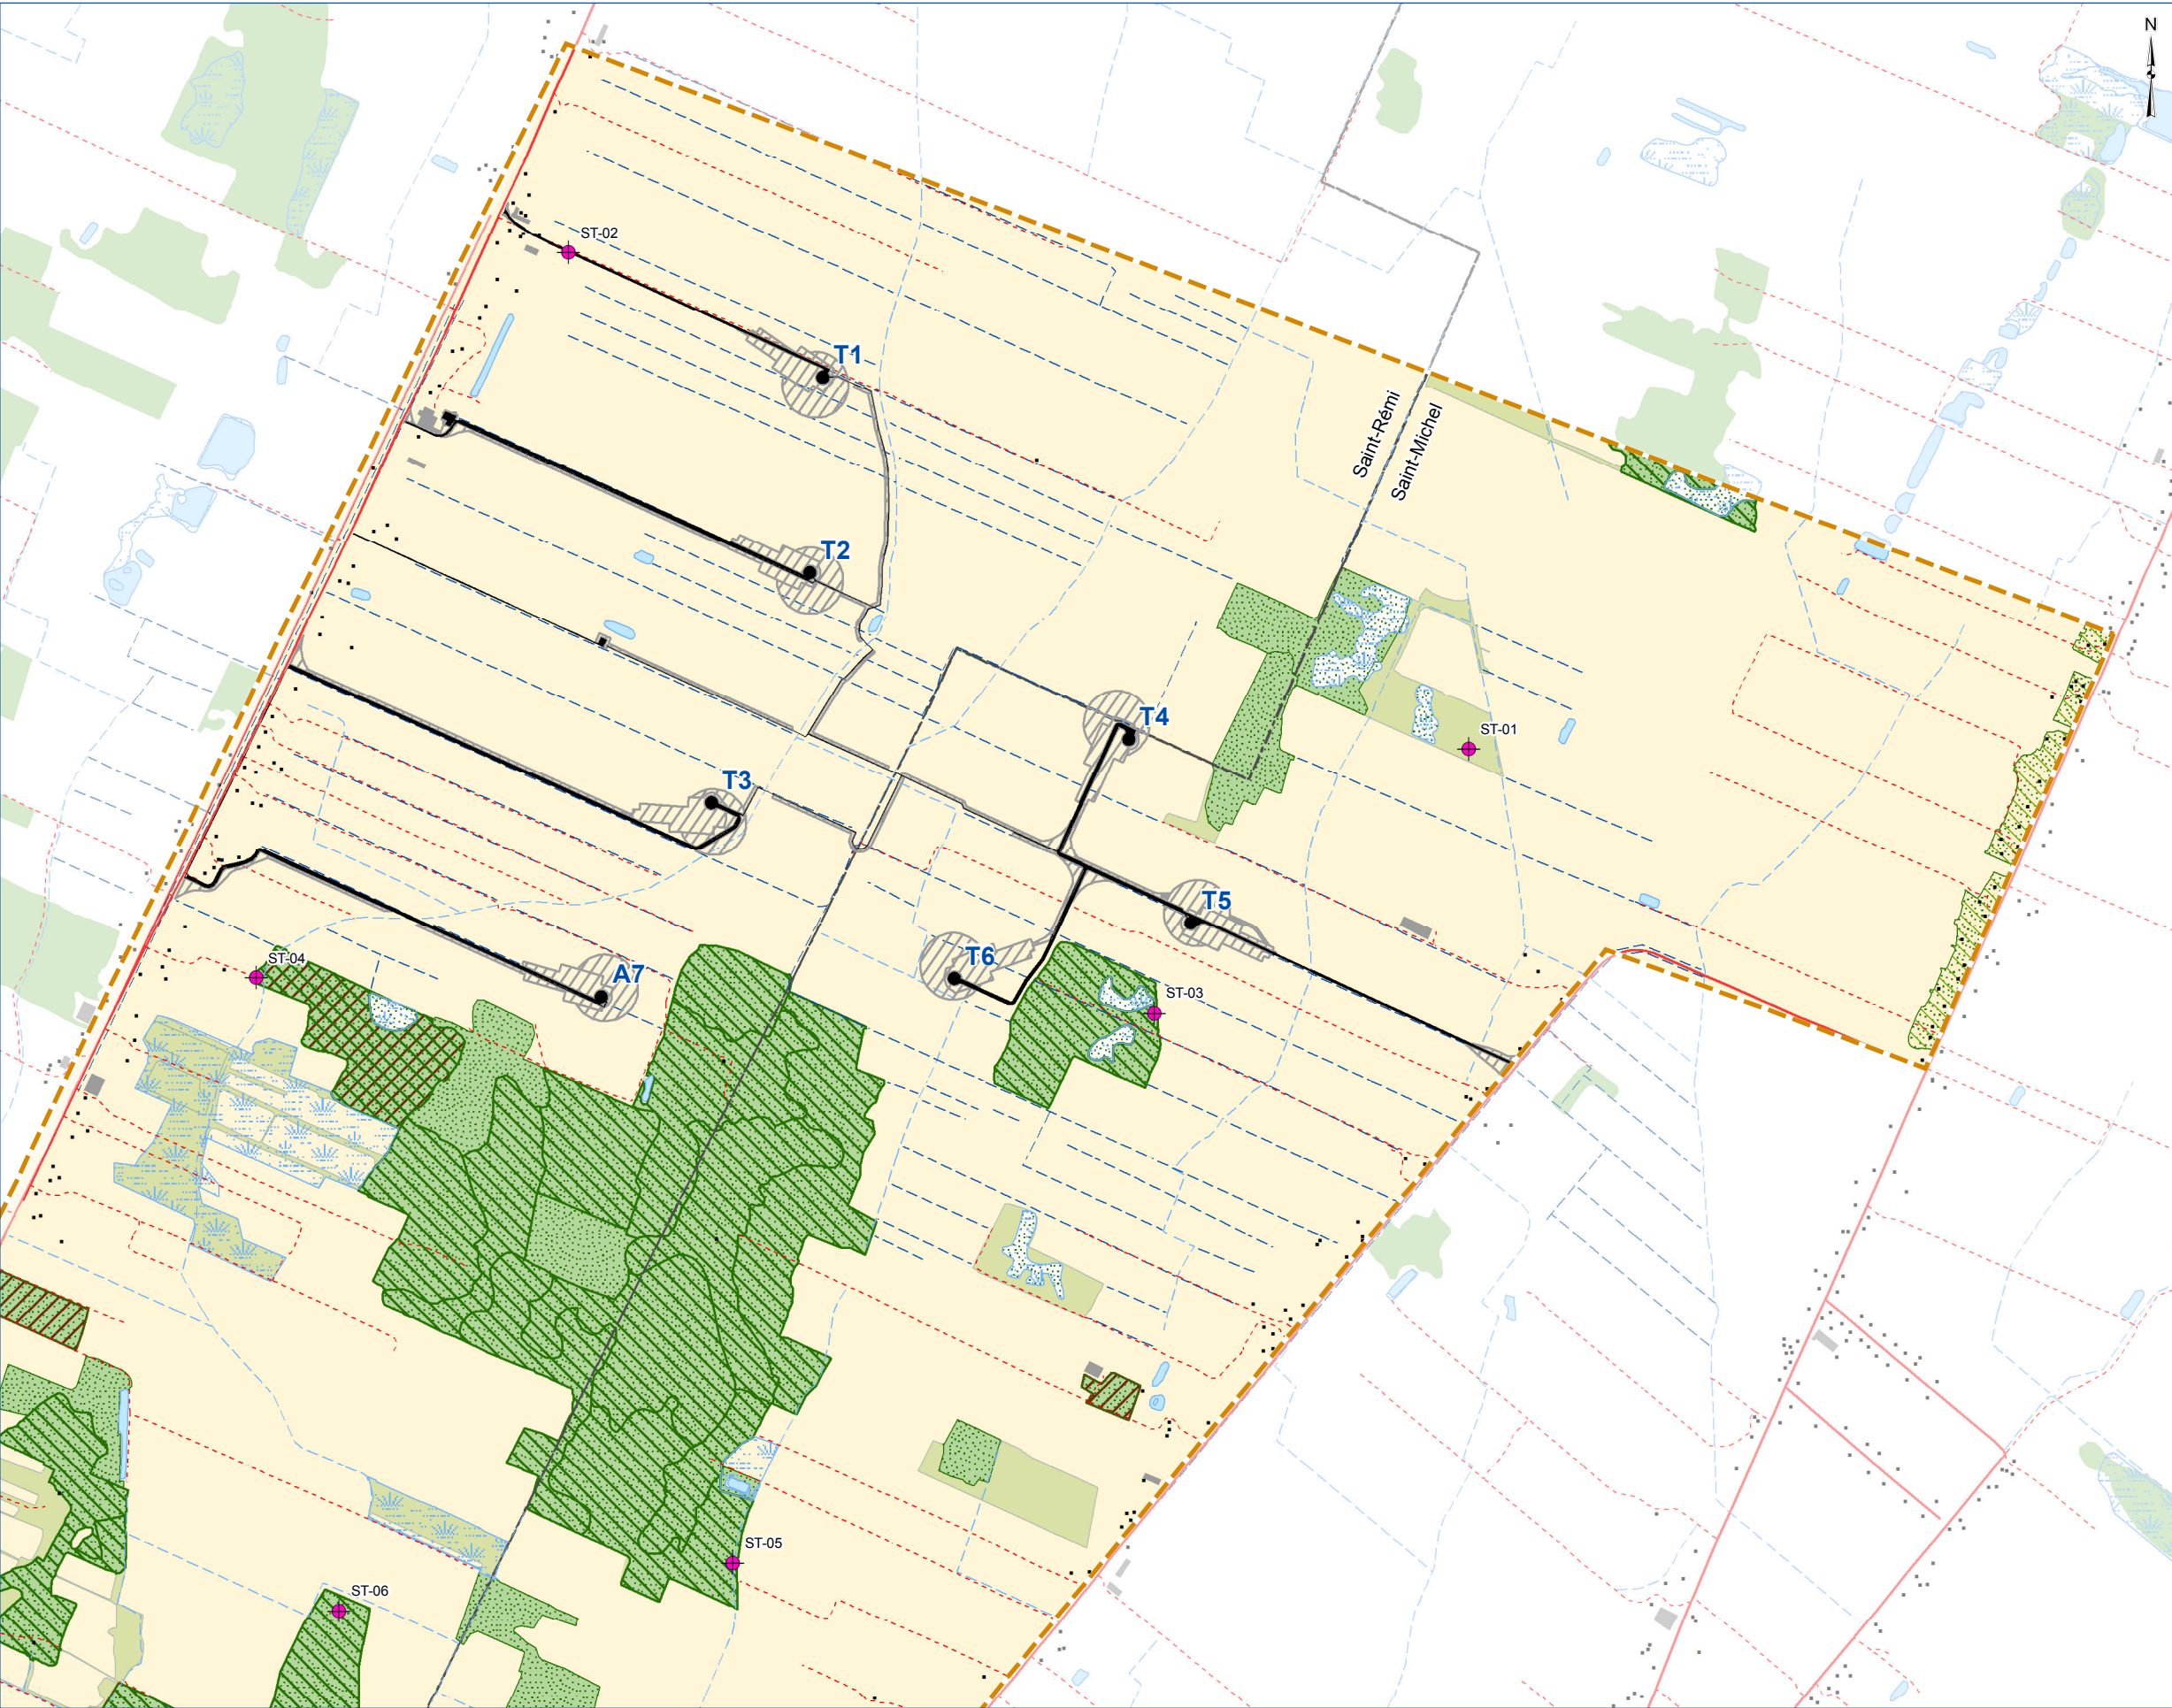 N
ST-02
T1
Saint-Rémi
Saint-Michel
T2
T4
ST-01
T3
T5
T6
ST-04
A7
ST-03
ST-05
ST-06